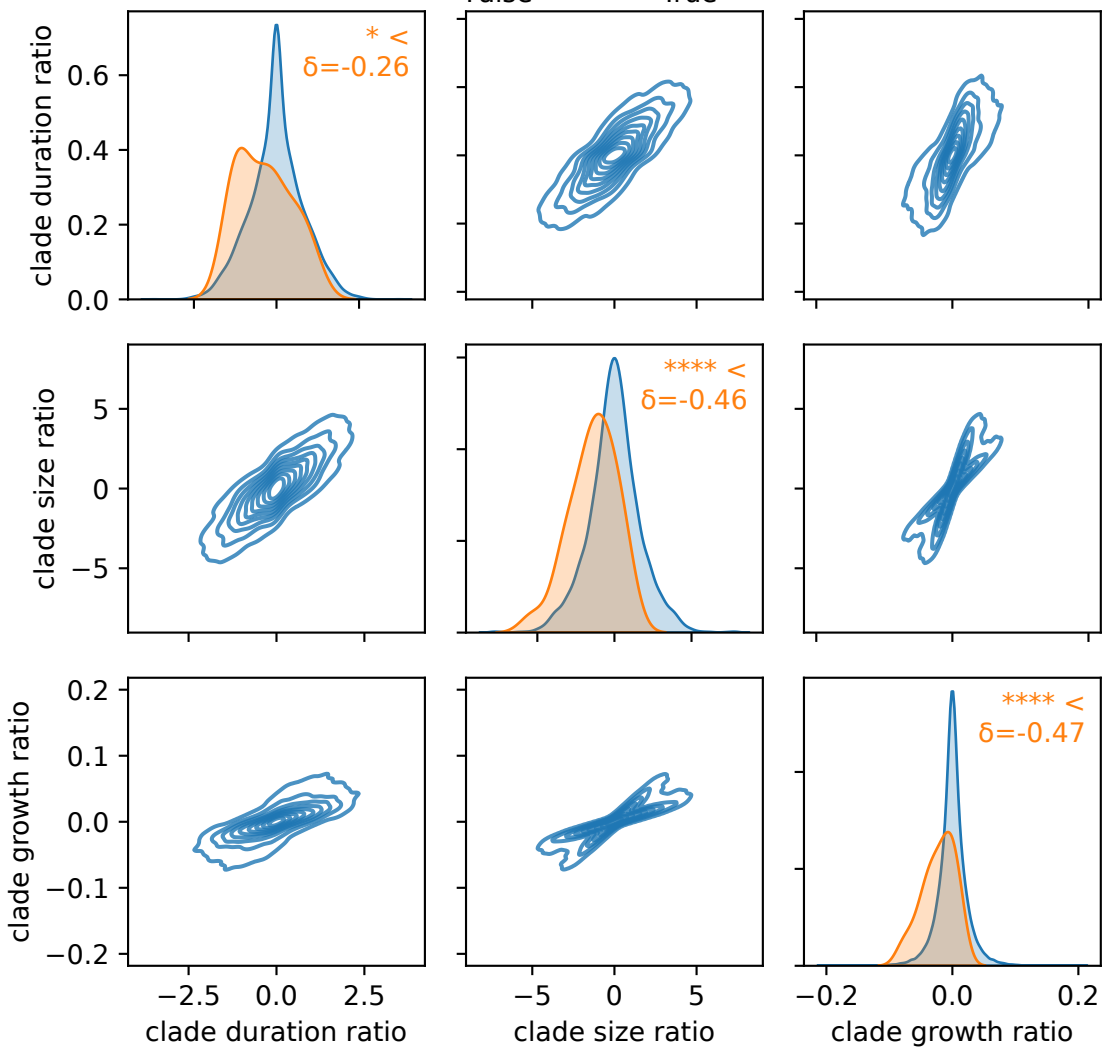 clade duration ratio
0.6
0.4
0.2
0.0
* <
δ=-0.26
clade size ratio
5
0
−5
**** <
δ=-0.46
clade growth ratio
0.2
0.1
0.0
−0.1
−0.2
**** <
δ=-0.47
−2.5 0.0 2.5
−5 0 5
−0.2 0.0 0.2
clade duration ratio
clade size ratio
clade growth ratio